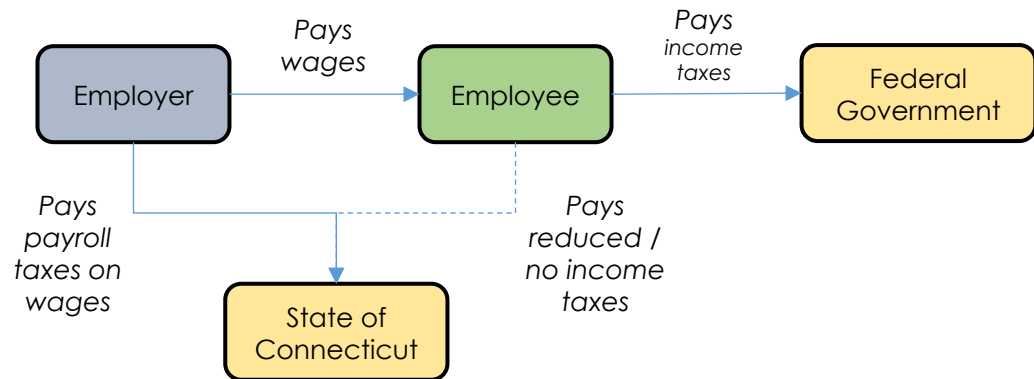 Pays
wages
Pays
income
taxes
Employer
Employee
Federal
Government
Pays
payroll
taxes on
wages
Pays
reduced /
no income
taxes
State of
Connecticut